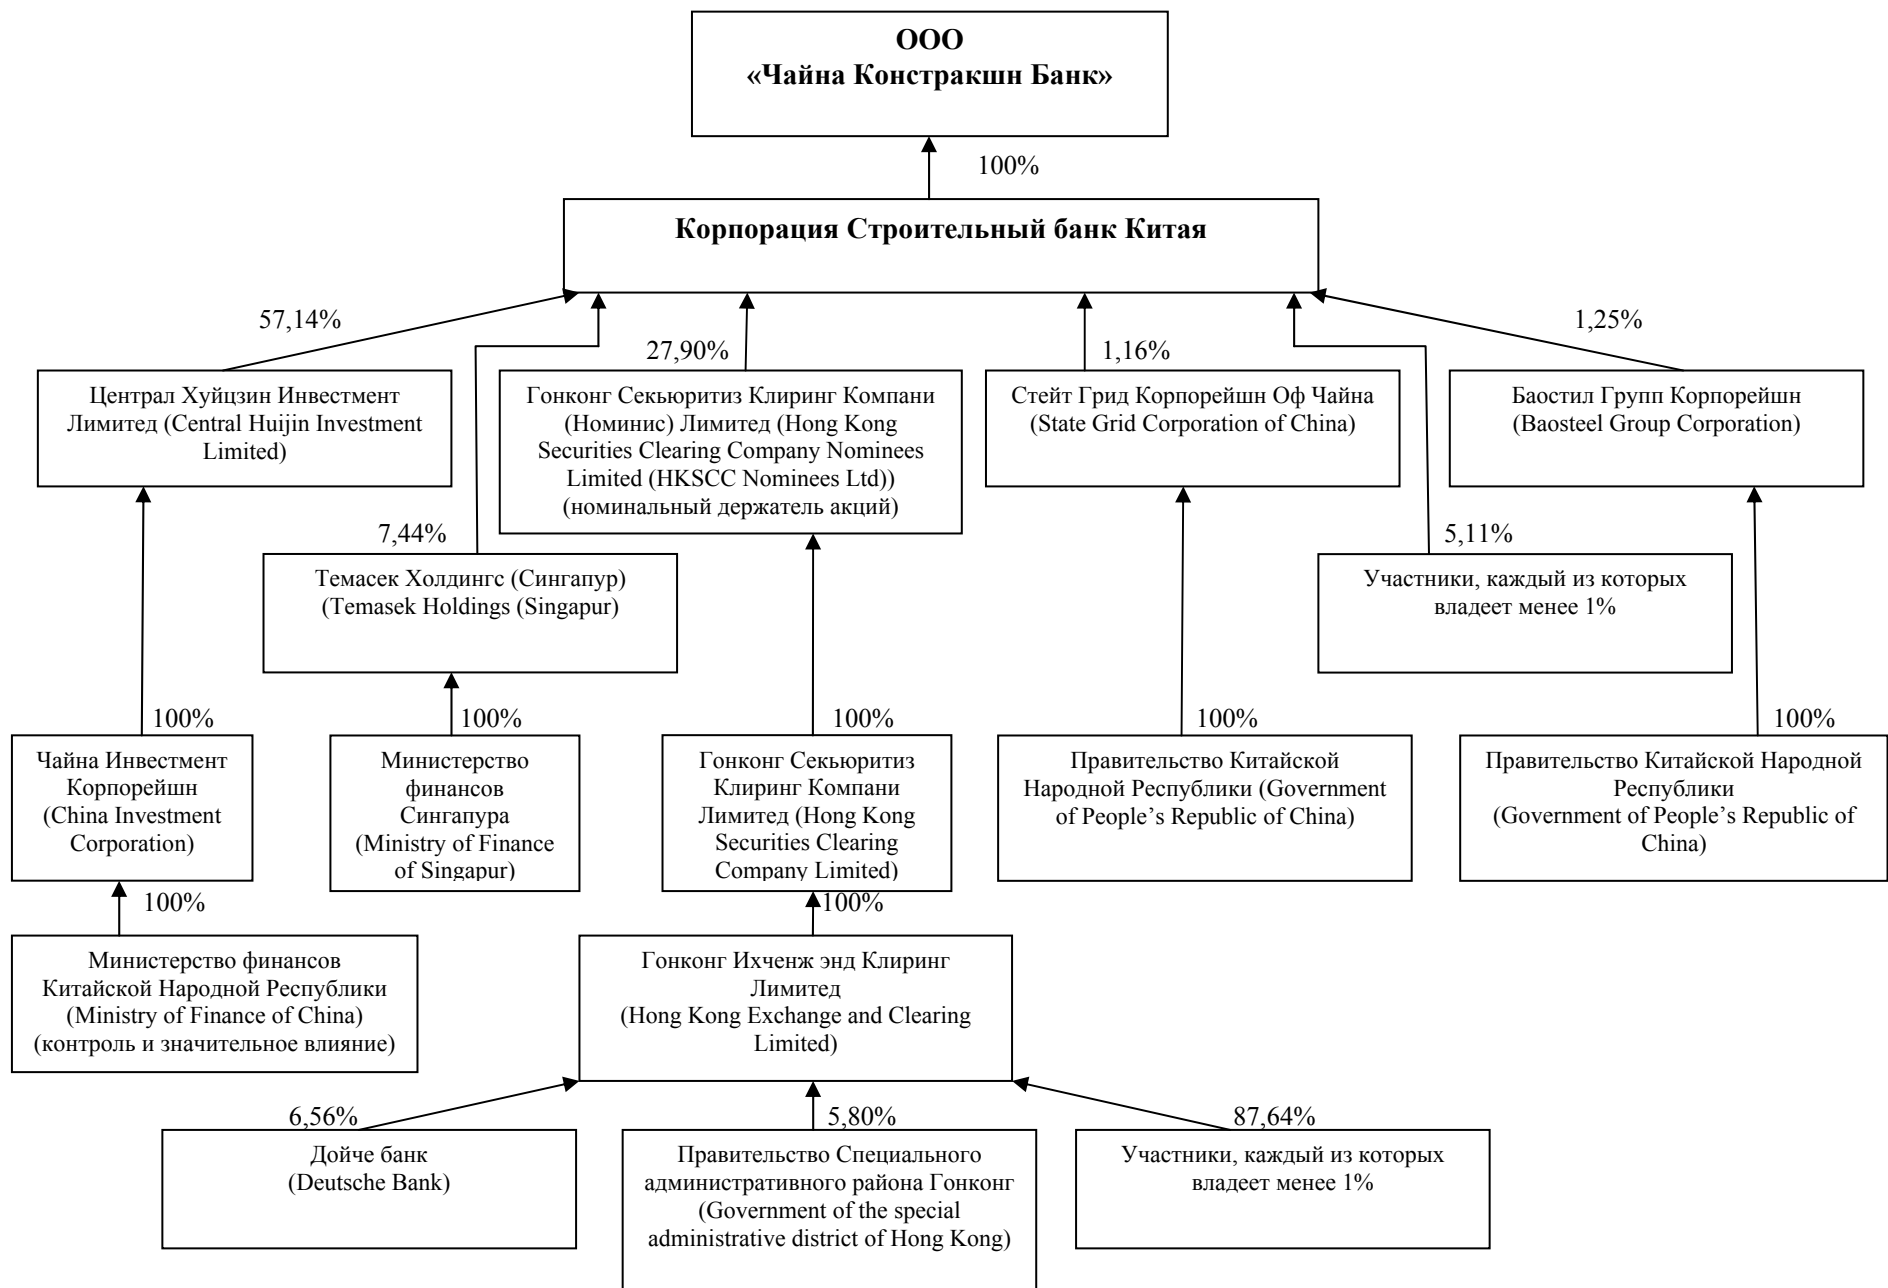 ООО
«Чайна Констракшн Банк»
100%
Корпорация Строительный банк Китая
57,14%
27,90%
1,16%
1,25%
Централ Хуйцзин Инвестмент
Лимитед (Central Huijin Investment
Limited)
Гонконг Секьюритиз Клиринг Компани
(Номинис) Лимитед (Hong Kong
Securities Clearing Company Nominees
Limited (HKSCC Nominees Ltd))
(номинальный держатель акций)
Стейт Грид Корпорейшн Оф Чайна
(State Grid Corporation of China)
Баостил Групп Корпорейшн
(Baosteel Group Corporation)
7,44%
5,11%
Темасек Холдингс (Сингапур)
(Temasek Holdings (Singapur)
Участники, каждый из которых
владеет менее 1%
100%
100%
100%
100%
100%
Чайна Инвестмент
Корпорейшн
(China Investment
Corporation)
Министерство
финансов
Сингапура
(Ministry of Finance
of Singapur)
Гонконг Секьюритиз
Клиринг Компани
Лимитед (Hong Kong
Securities Clearing
Company Limited)
Правительство Китайской
Народной Республики (Government
of People’s Republic of China)
Правительство Китайской Народной
Республики
(Government of People’s Republic of
China)
100%
100%
Министерство финансов
Китайской Народной Республики
(Ministry of Finance of China)
(контроль и значительное влияние)
Гонконг Ихченж энд Клиринг
Лимитед
(Hong Kong Exchange and Clearing
Limited)
6,56%
5,80%
87,64%
Дойче банк
(Deutsche Bank)
Правительство Специального
административного района Гонконг
(Government of the special
administrative district of Hong Kong)
Участники, каждый из которых
владеет менее 1%